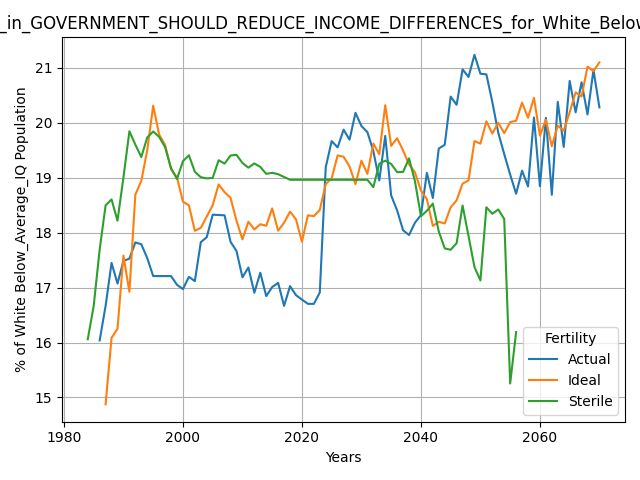 _in_GOVERNMENT_SHOULD_REDUCE_INCOME_DIFFERENCES_for_White_Below
% of White Below_Average_IQ Population
21
20
19
18
17
16
15
Fertility
Actual
Ideal
Sterile
1980
2000
2020
2040
2060
Years